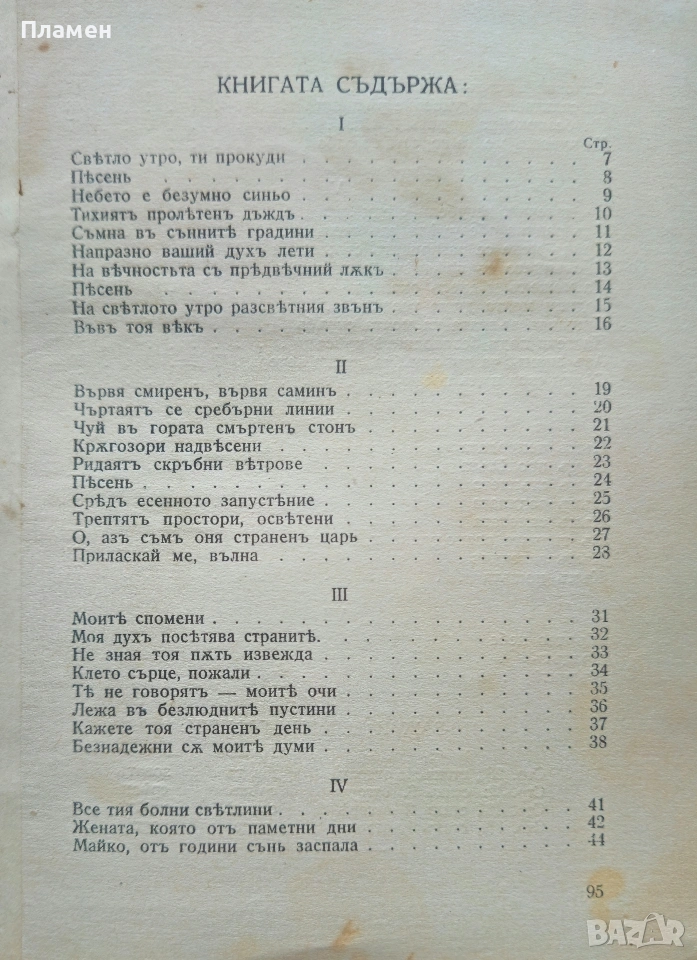 Пламен
КНИГАТА СЪДЪРЖА:
I
Стр.
Свѣтло утро, ти прокуди . . . . . . . . . . . . 7
Пѣсень . . . . . . . . . . . . 8
Небето е безумно синьо . . . . . . . . . . . . 9
Тихиятъ пролѣтенъ дъждъ . . . . . . . . . . . . 10
Съмна въ сънните градини . . . . . . . . . . . . 11
Напразно ваший духъ лети . . . . . . . . . . . . 12
На вѣчностьта съ прѣдвѣчний лѫкъ . . . . . . . . . . 13
Пѣсень . . . . . . . . . . . . 14
На свѣтлото утро разсвѣтния звънъ . . . . . . . . . . 15
Въвъ тоя вѣкъ . . . . . . . . . . . . 16
II
Вървя смиренъ, вървя саминъ . . . . . . . . . . 19
Чъртаятъ се сребърни линии . . . . . . . . . . 20
Чуй въ гората смъртенъ стонъ . . . . . . . . . . 21
Крѫгозори надвѣсени . . . . . . . . . . . . 22
Ридаятъ скръбни вѣтрове . . . . . . . . . . . . 23
Пѣсень . . . . . . . . . . . . 24
Срѣдъ есенното запустѣние . . . . . . . . . . . . 25
Трептятъ простори, освѣтени . . . . . . . . . . 26
О, азъ съмъ оня страненъ царь . . . . . . . . . . 27
Приласкай ме, вълна . . . . . . . . . . . . 28
III
Моитѣ спомени . . . . . . . . . . . . 31
Моя духъ посѣтява странитѣ. . . . . . . . . . . 32
Не зная тоя пѫть извежда . . . . . . . . . . 33
Клето сърце, пожали . . . . . . . . . . . . 34
Тѣ не говорятъ — моитѣ очи . . . . . . . . . . 35
Лежа въ безлюднитѣ пустини . . . . . . . . . . 36
Кажете тоя страненъ день . . . . . . . . . . 37
Безнадежни сѫ моитѣ думи . . . . . . . . . . 38
IV
Все тия болни свѣтлини . . . . . . . . . . . . 41
Жената, която отъ паметни дни . . . . . . . . . . 42
Майко, отъ години сънь заспала . . . . . . . . . . 44
95
BAZAR